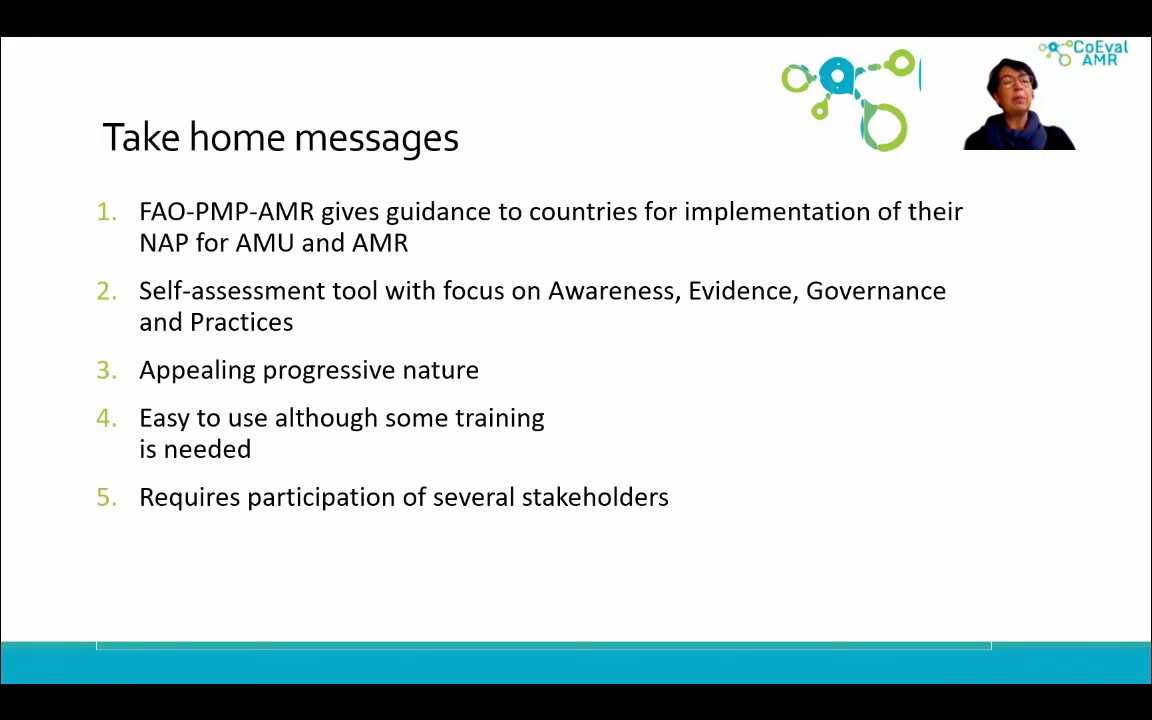 CoEval
AMR
Take home messages
1. FAO-PMP-AMR gives guidance to countries for implementation of their
NAP for AMU and AMR
2. Self-assessment tool with focus on Awareness, Evidence, Governance
and Practices
3. Appealing progressive nature
4. Easy to use although some training
is needed
5. Requires participation of several stakeholders